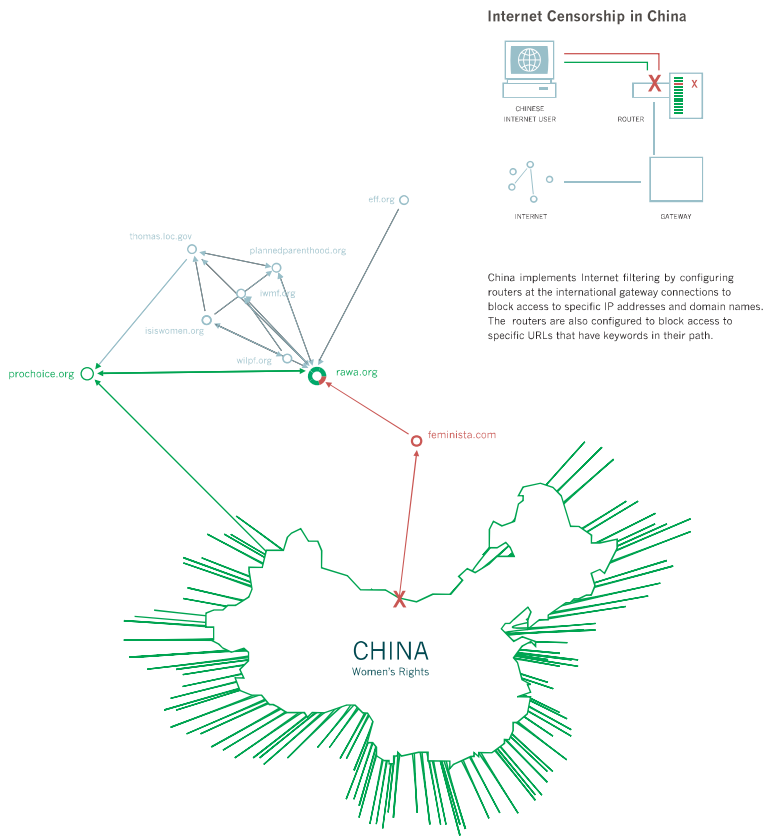 Internet Censorship in China
X
X
CHINESE
INTERNET USER
ROUTER
INTERNET
GATEWAY
eff.org
thomas.loc.gov
plannedparenthood.org
iwmf.org
isiswomen.org
wilpf.org
prochoice.org
rawa.org
China implements Internet filtering by configuring
routers at the international gateway connections to
block access to specific IP addresses and domain names.
The routers are also configured to block access to
specific URLs that have keywords in their path.
feminista.com
X
CHINA
Women's Rights